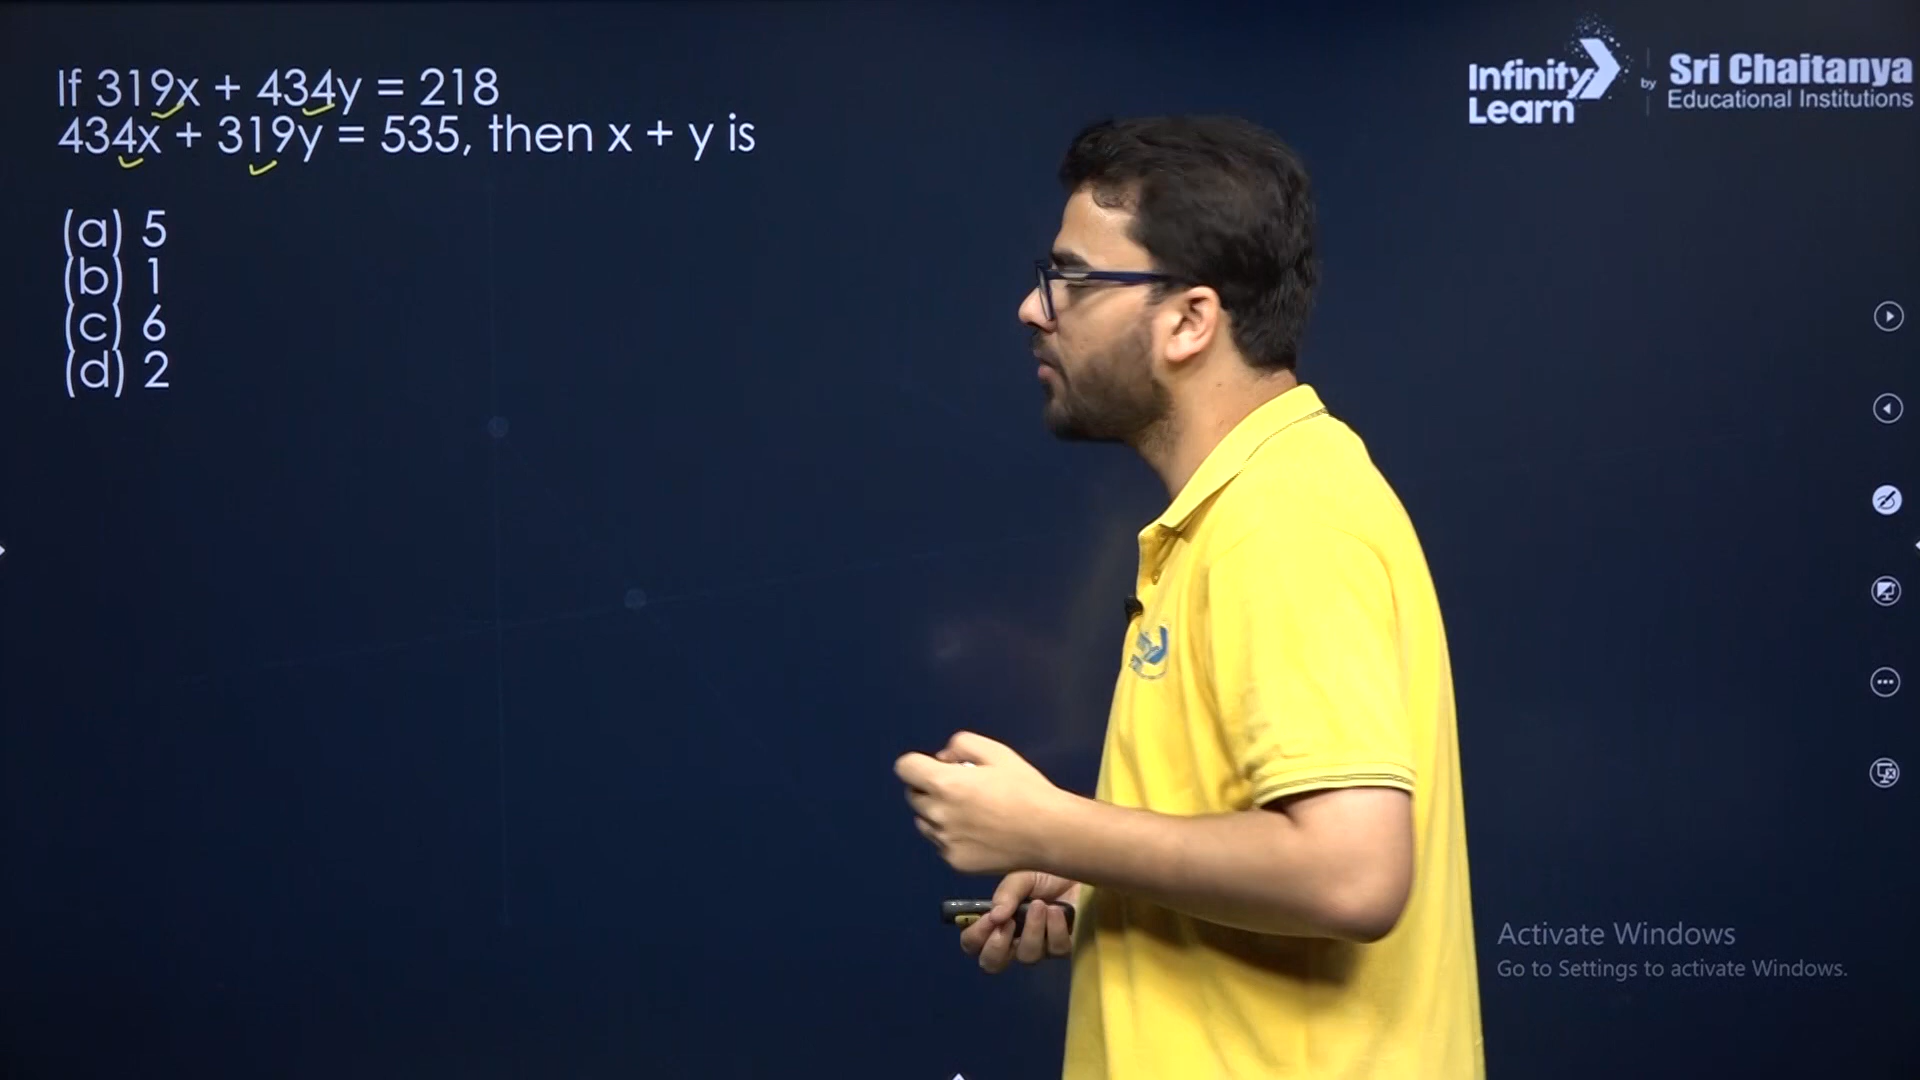 If 319x + 434y = 218
434x + 319y = 535, then x + y is
(a) 5
(b) 1
(c) 6
(d) 2
Infinity Learn
by
Sri Chaitanya
Educational Institutions
Activate Windows
Go to Settings to activate Windows.